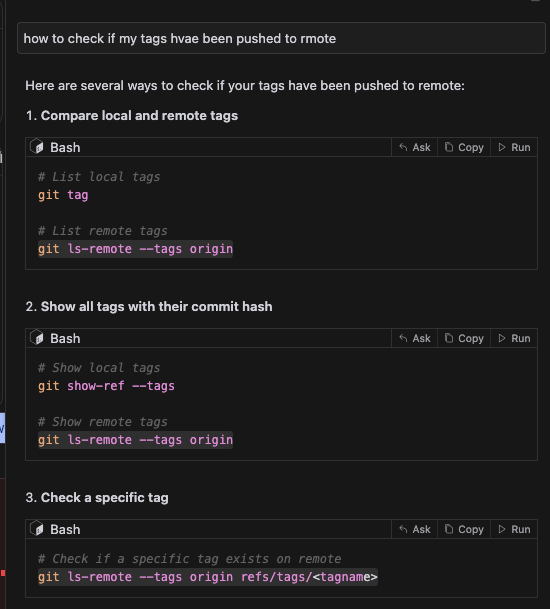 how to check if my tags hvae been pushed to rmote
Here are several ways to check if your tags have been pushed to remote:
1. Compare local and remote tags
Bash
Ask
Copy
Run
# List local tags
git tag
# List remote tags
git ls-remote --tags origin
2. Show all tags with their commit hash
Bash
Ask
Copy
Run
# Show local tags
git show-ref --tags
# Show remote tags
git ls-remote --tags origin
3. Check a specific tag
Bash
Ask
Copy
Run
# Check if a specific tag exists on remote
git ls-remote --tags origin refs/tags/<tagname>